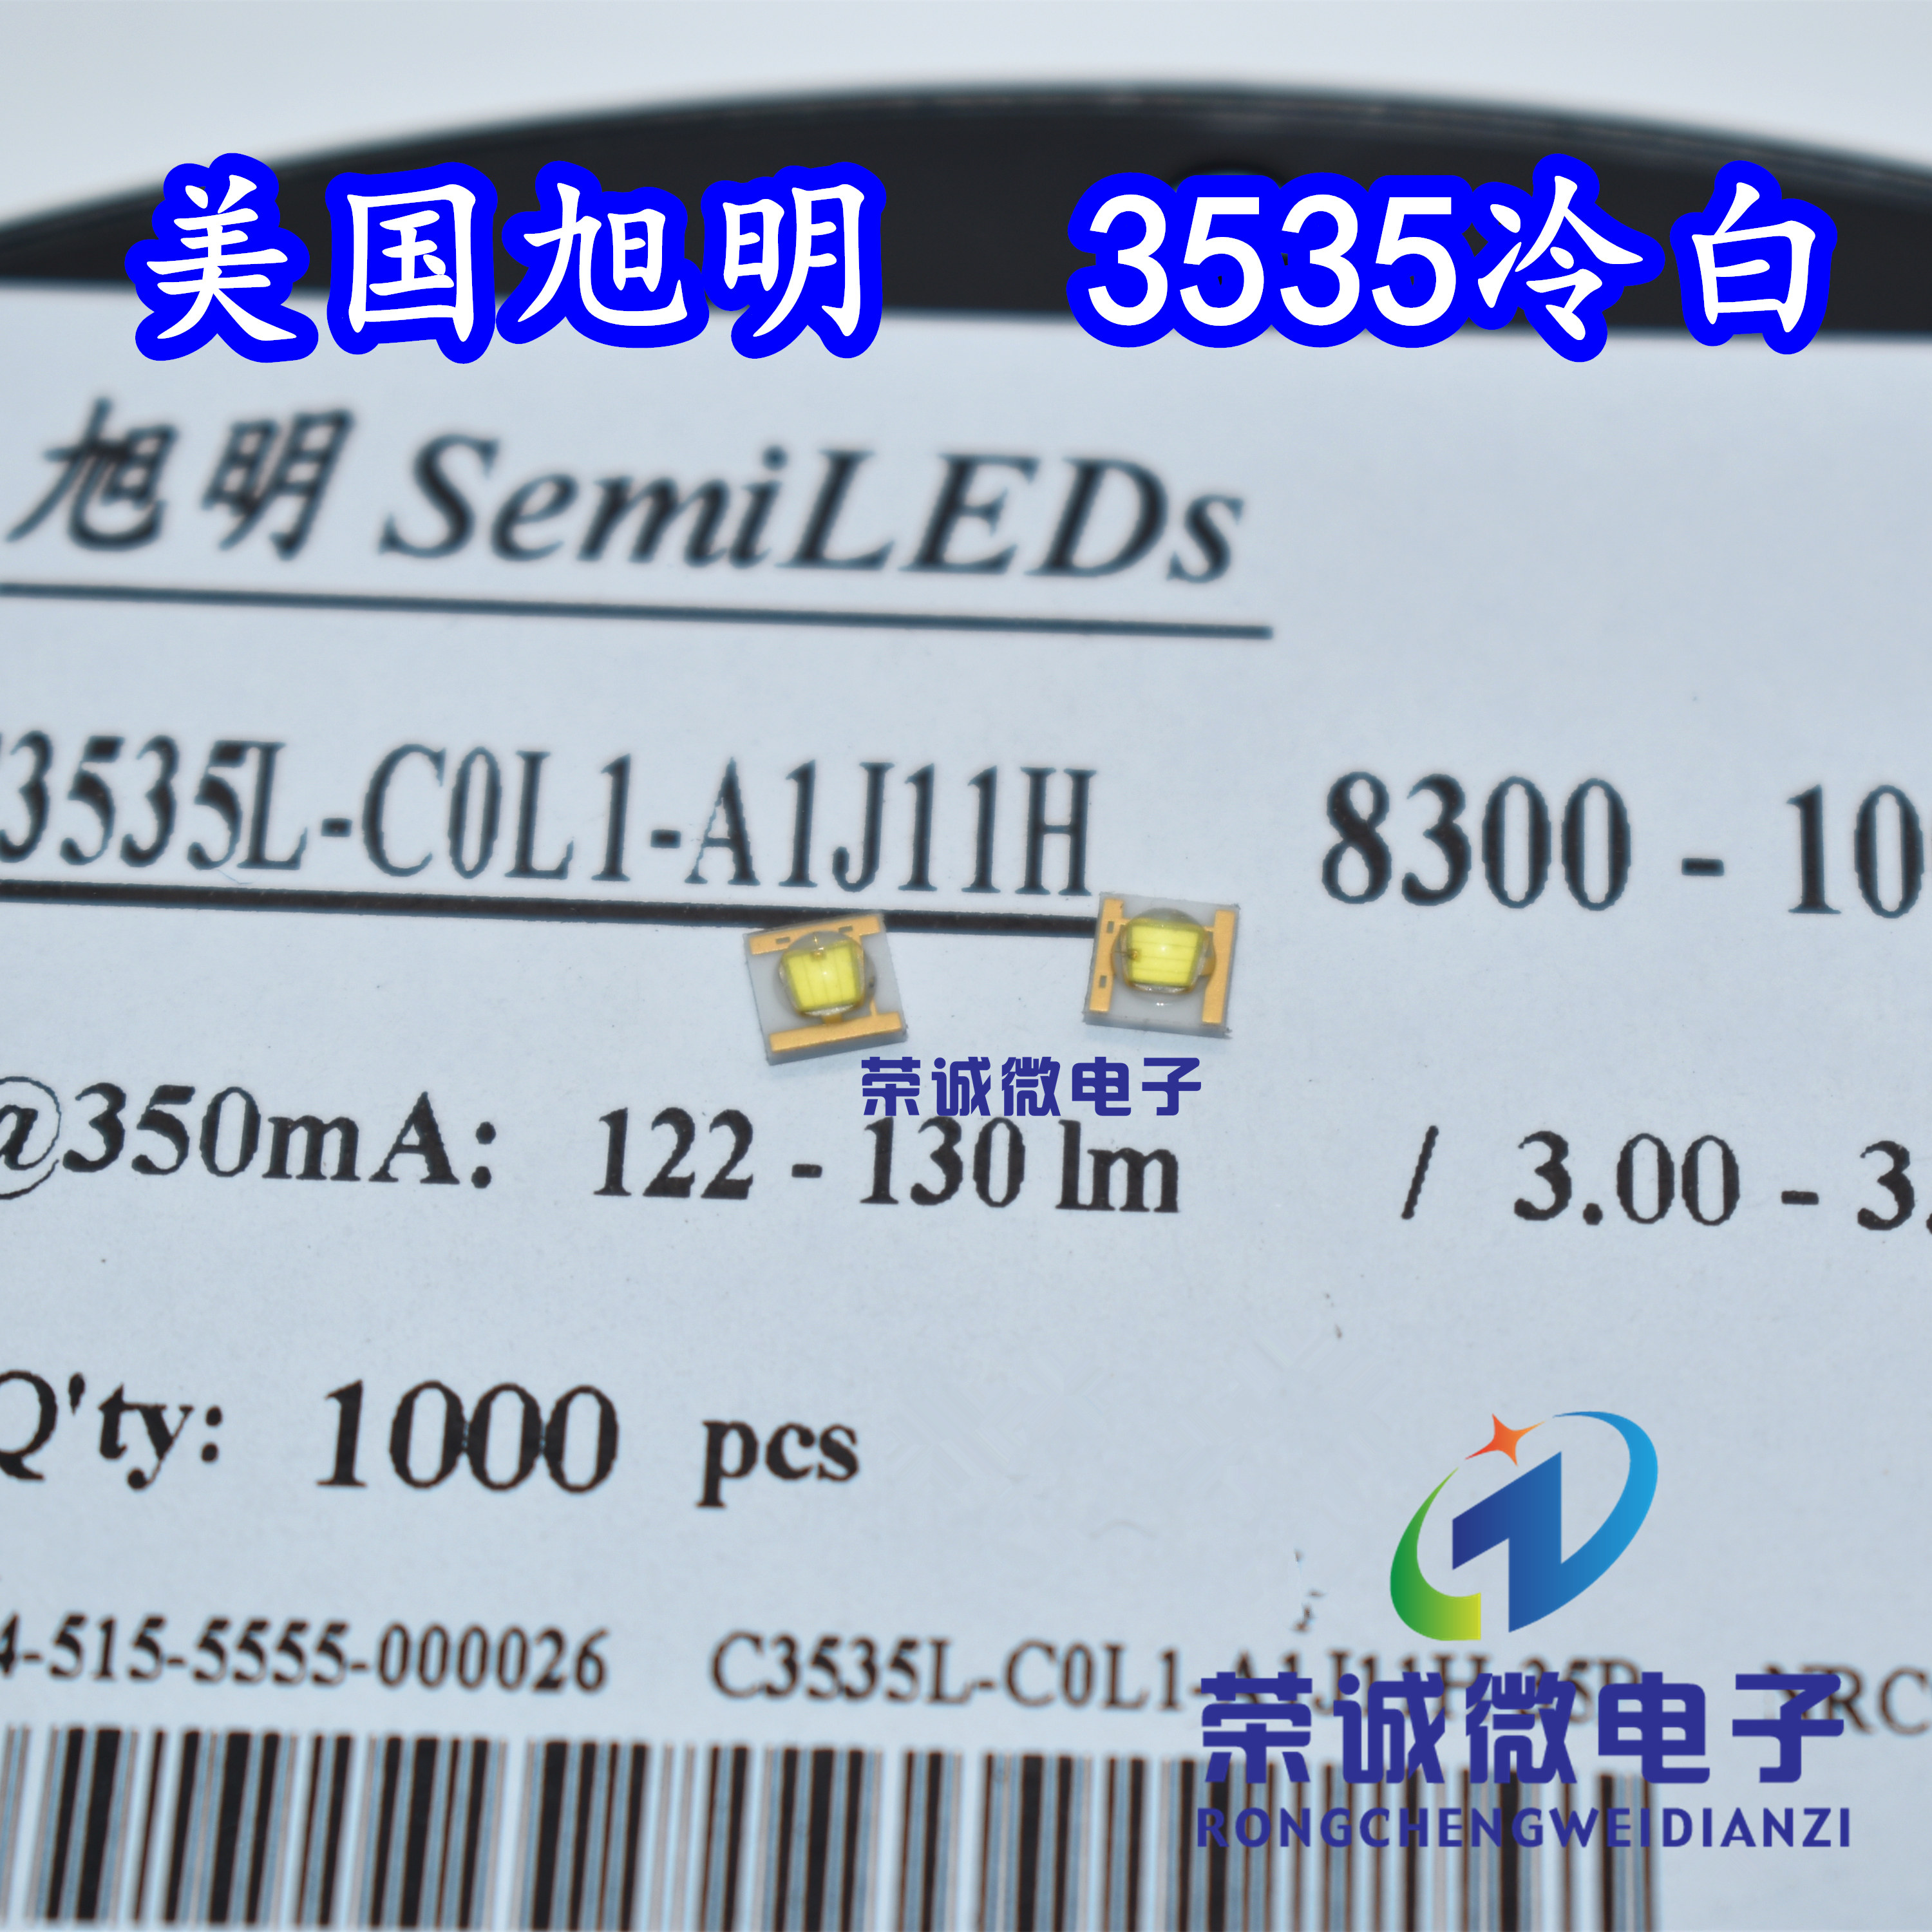 美国旭明 3535冷白
旭明 SemiLEDs
C3535L-C0L1-A1J11H 8300 - 10
@350mA: 122 - 130 lm / 3.00 - 3.
荣诚微电子
Q'ty: 1000 pcs
4-515-5555-000026 C3535L-C0L1-A1J11H
荣诚微电子
RONGCHENGWEIDIANZI